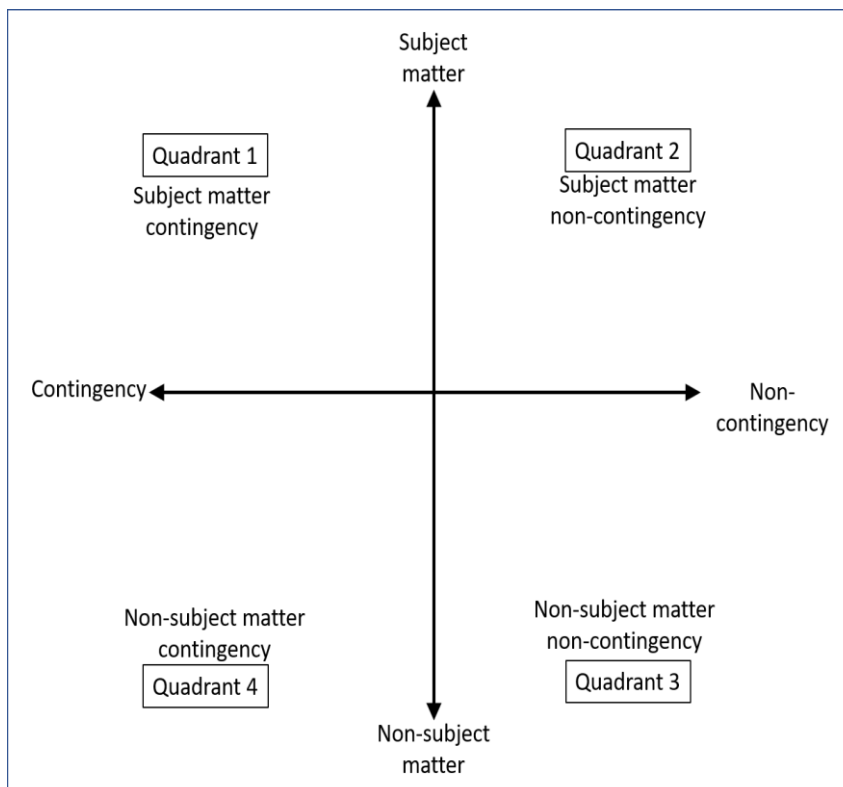 Subject
matter
Quadrant 1
Subject matter
contingency
Quadrant 2
Subject matter
non-contingency
Contingency
Non-
contingency
Non-subject matter
contingency
Quadrant 4
Non-subject matter
non-contingency
Quadrant 3
Non-subject
matter